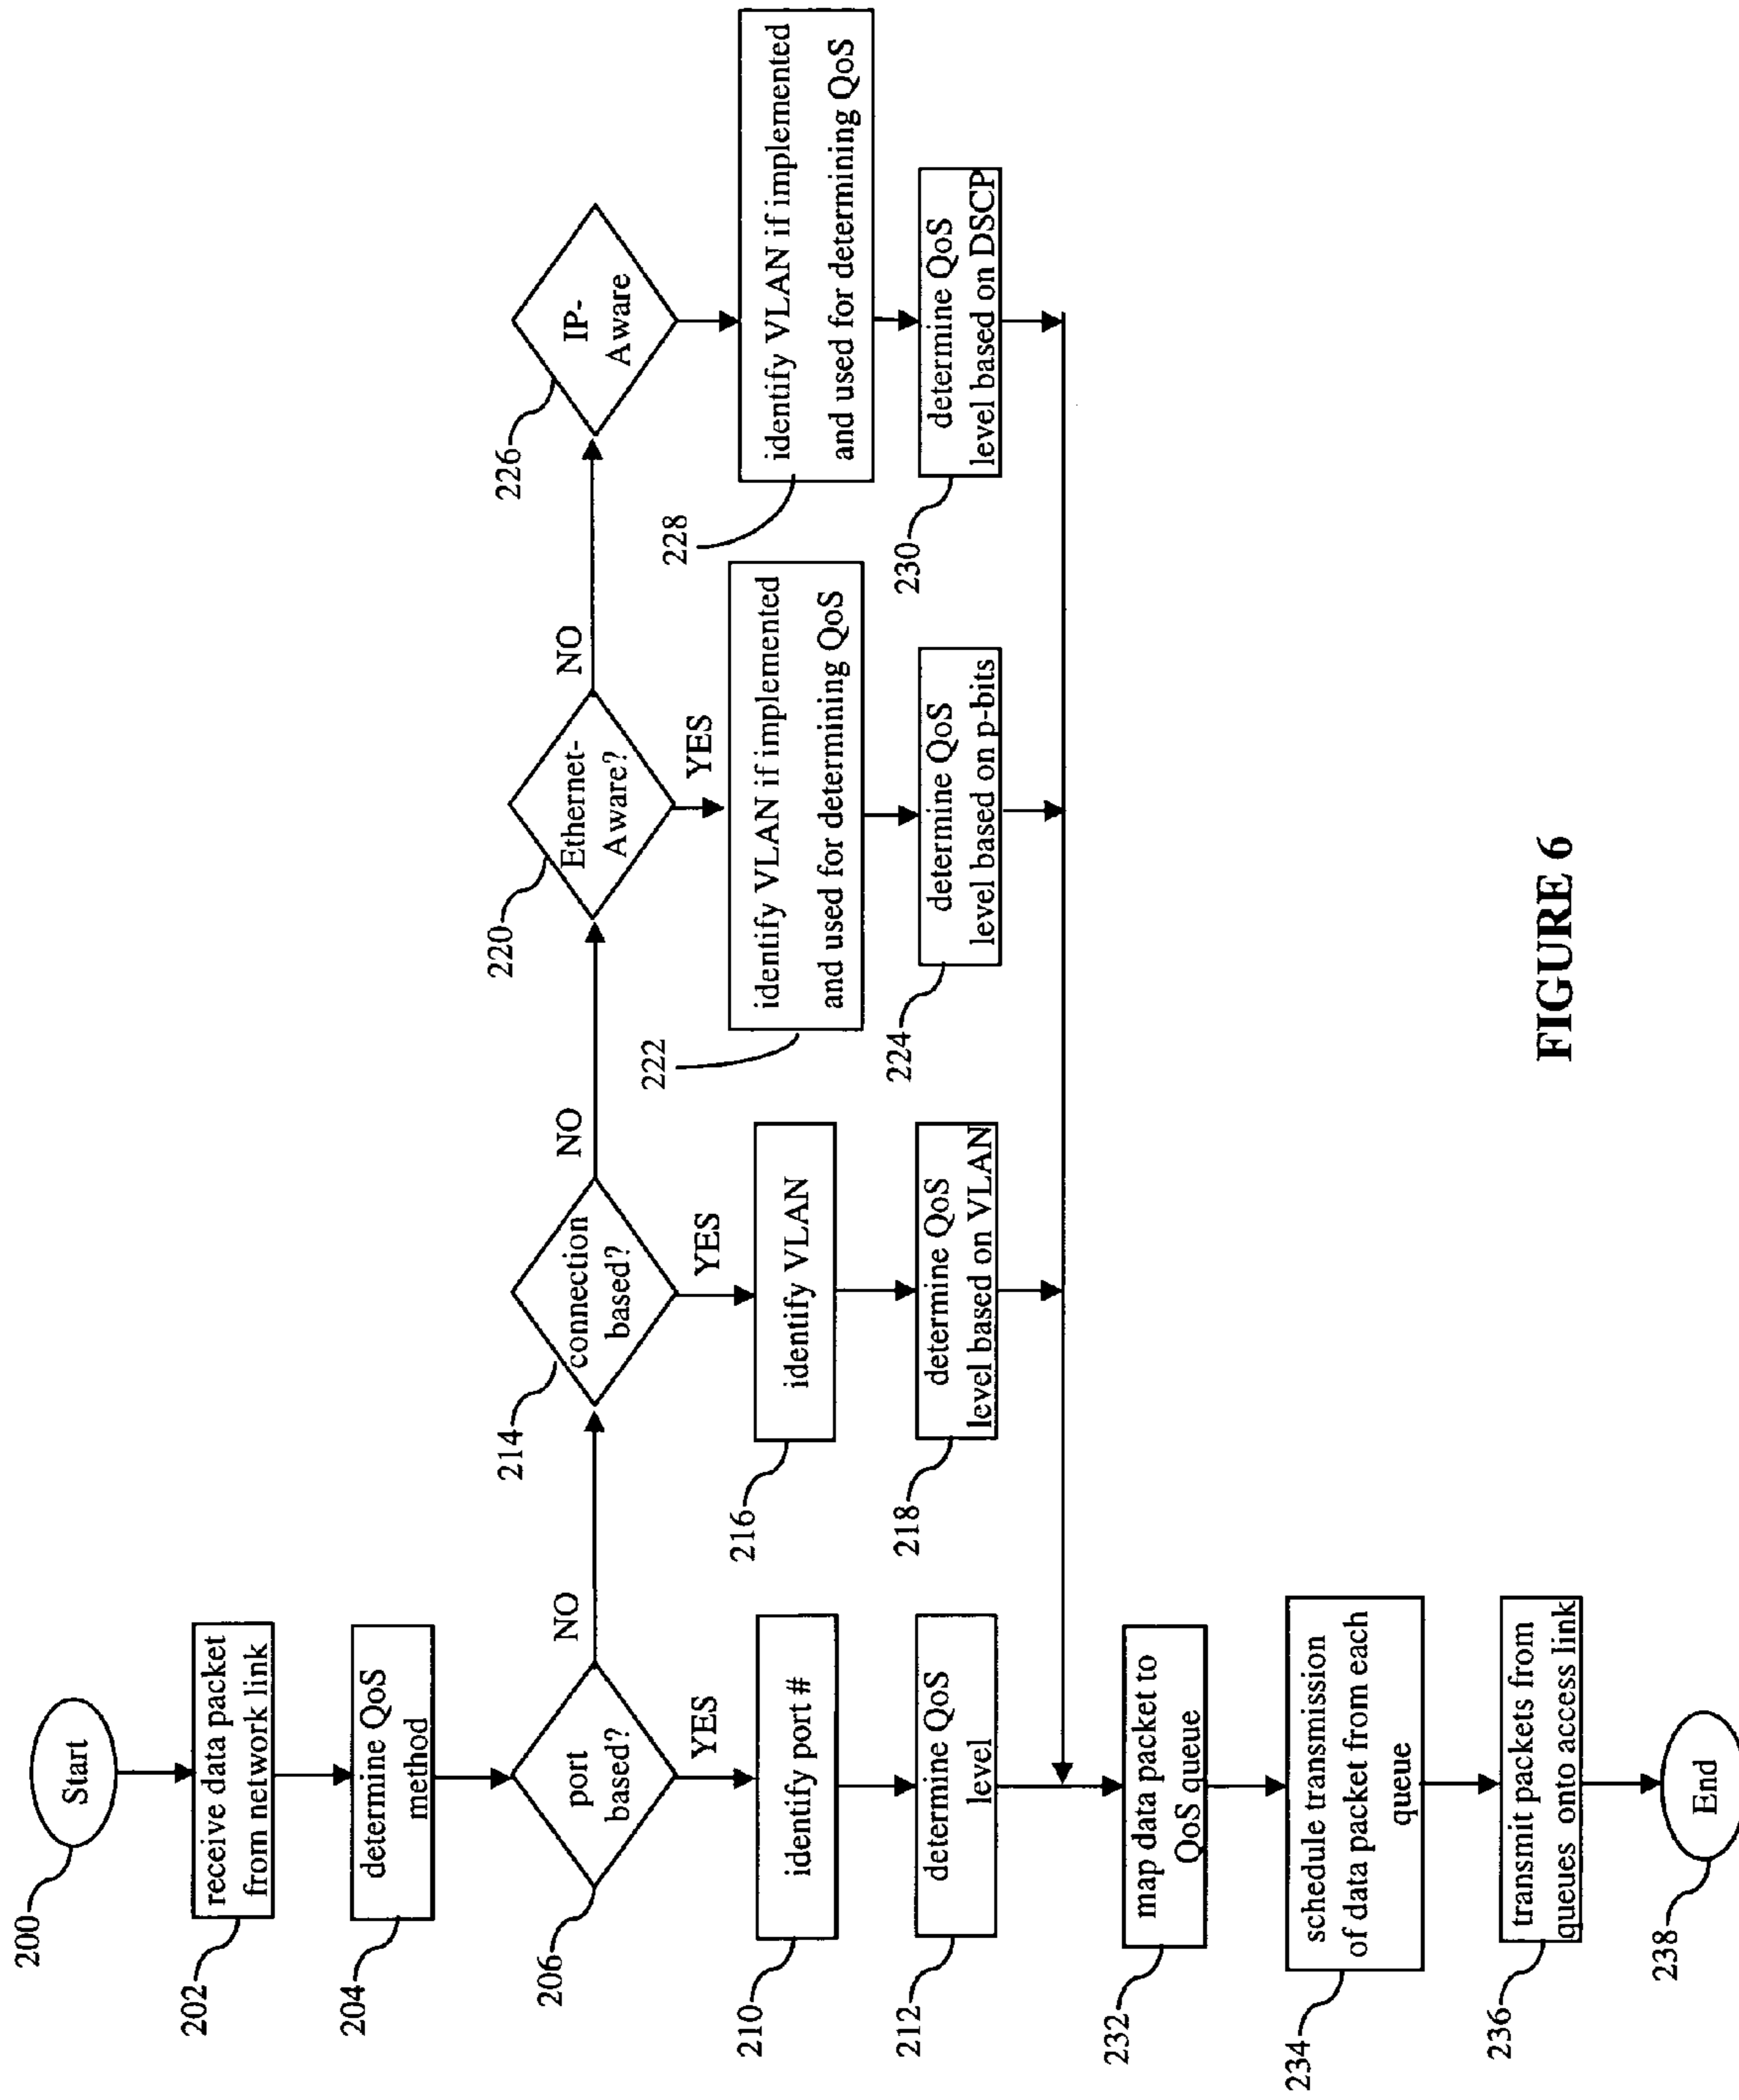 Start
200
receive data packet
from network link
202
determine QoS
method
204
port
based?
206
NO
YES
identify port #
210
determine QoS
level
212
connection
based?
214
NO
YES
identify VLAN
216
determine QoS
level based on VLAN
218
Ethernet-
Aware?
220
NO
YES
identify VLAN if implemented
and used for determining QoS
222
determine QoS
level based on p-bits
224
IP-
Aware
226
identify VLAN if implemented
and used for determining QoS
228
determine QoS
level based on DSCP
230
map data packet to
QoS queue
232
schedule transmission
of data packet from each
queue
234
transmit packets from
queues onto access link
236
End
238
FIGURE 6